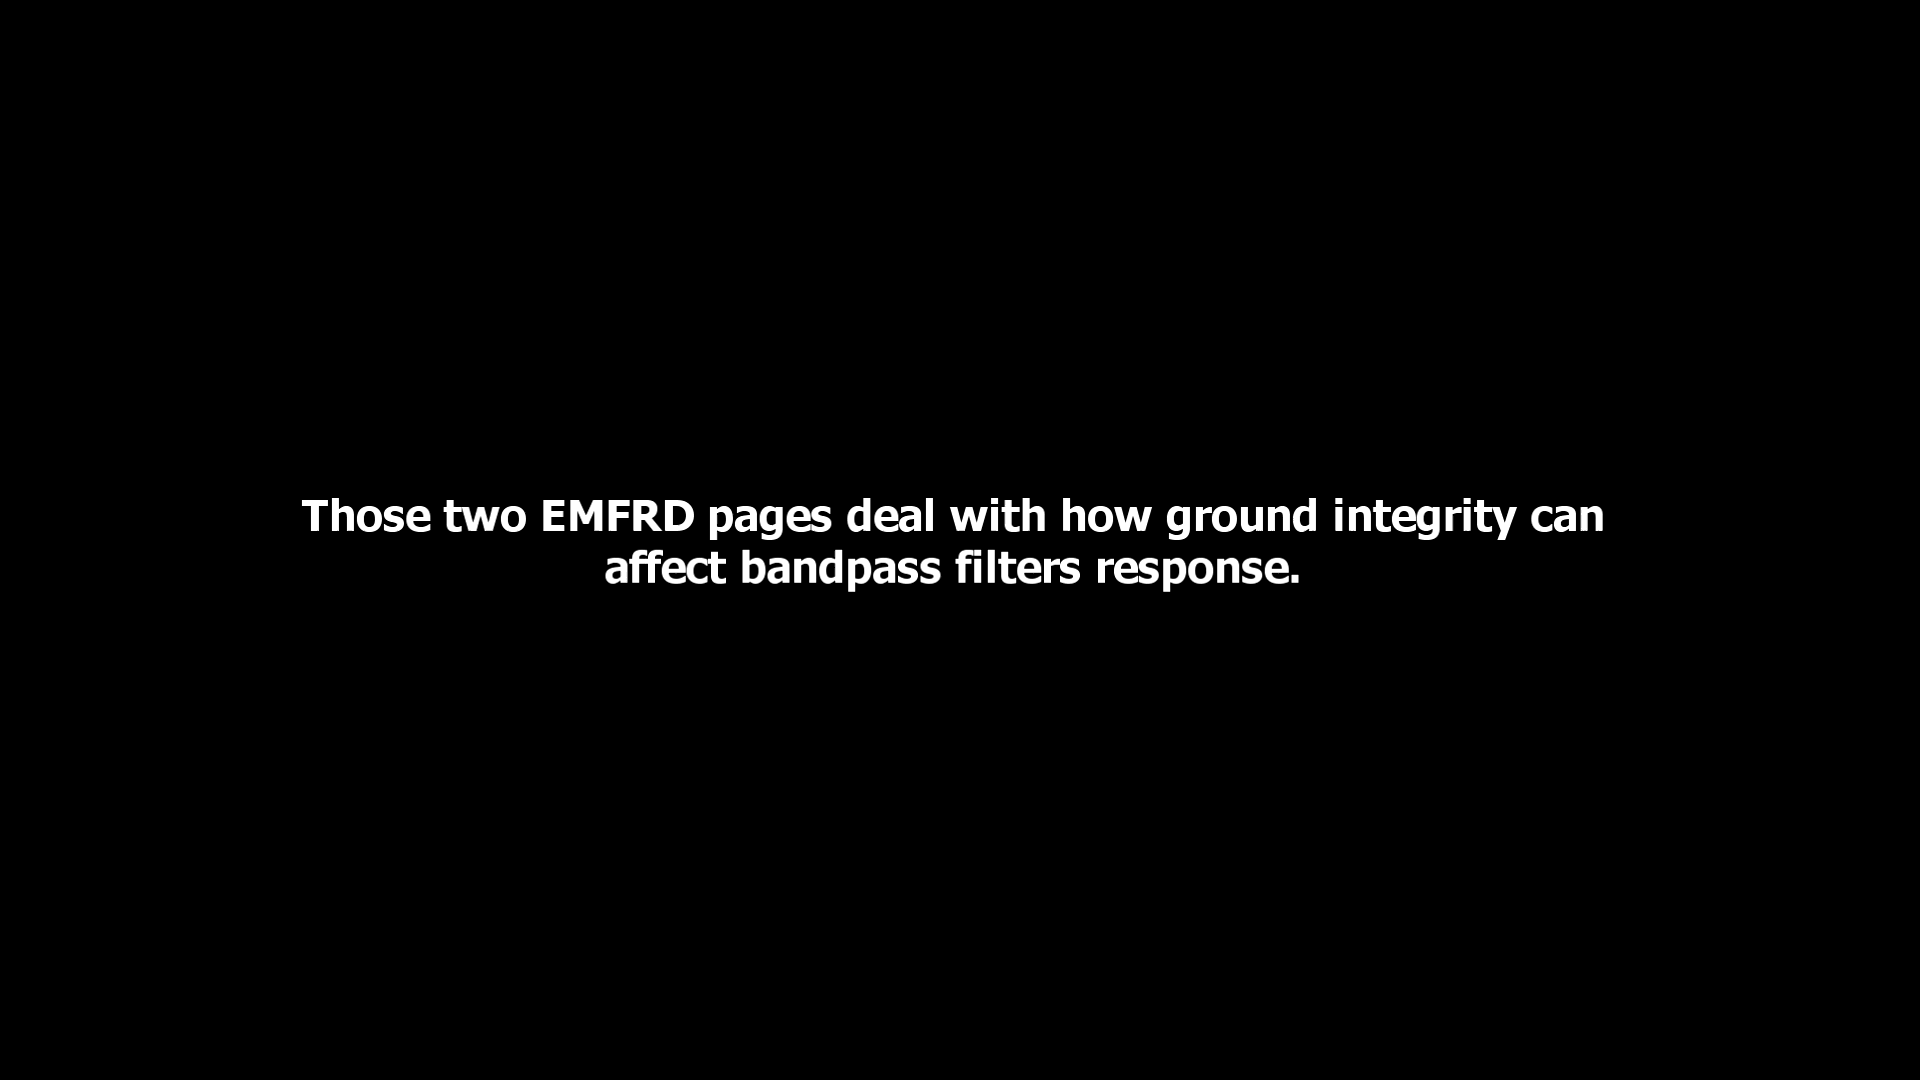 Those two EMFRD pages deal with how ground integrity can
affect bandpass filters response.